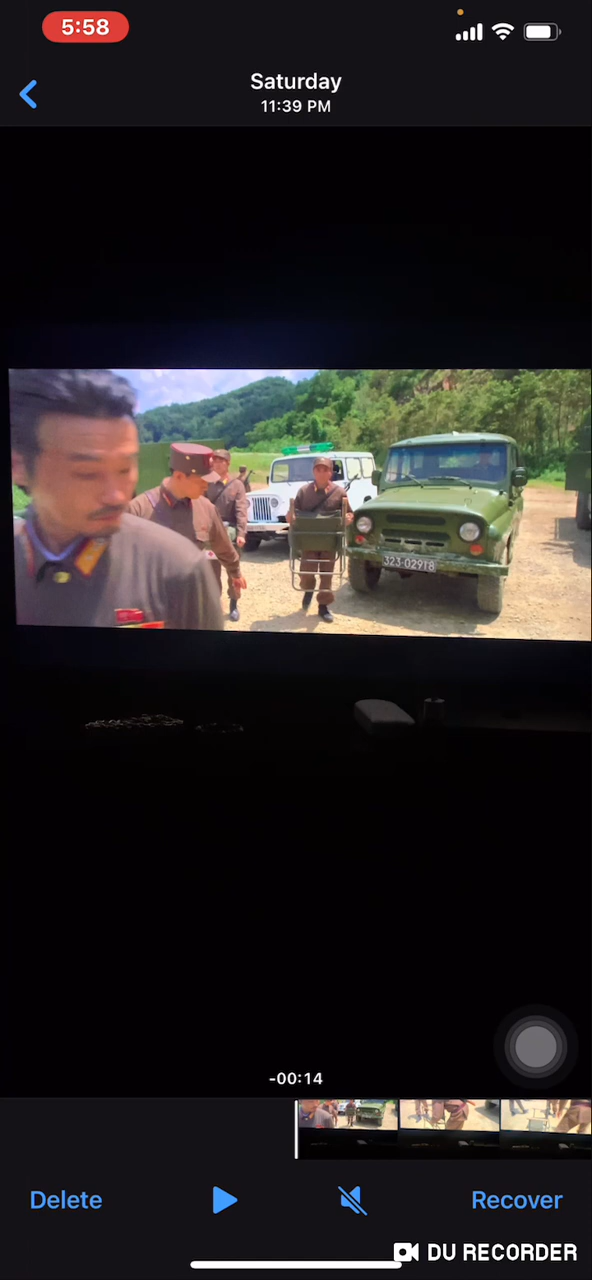 5:58
Saturday
11:39 PM
323-02918
-00:14
Delete
Recover
DU RECORDER